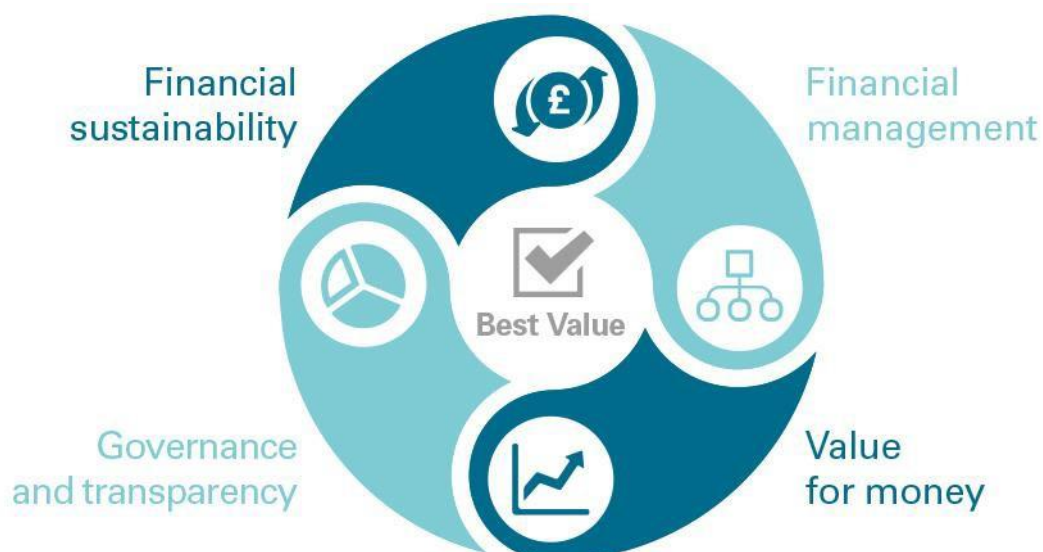 Financial
sustainability
Financial
management
£
Best Value
Governance
and transparency
Value
for money